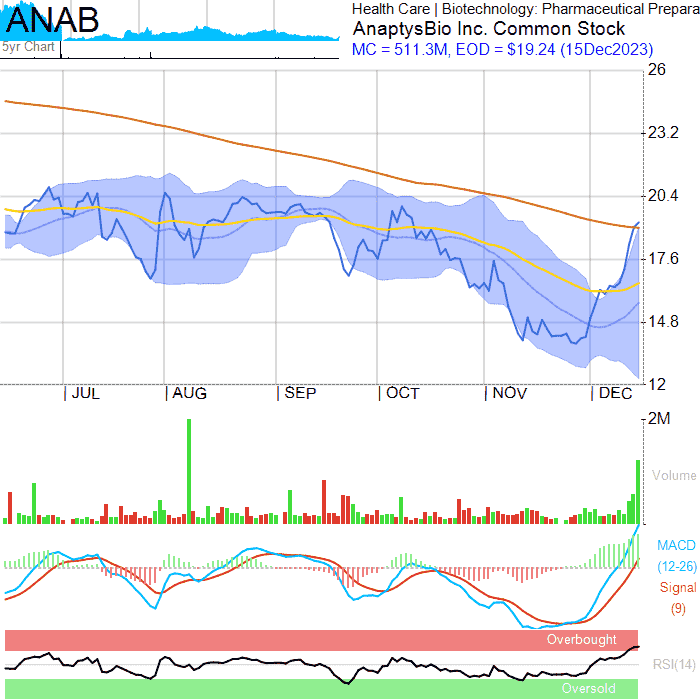 ANAB
5yr Chart
Health Care | Biotechnology: Pharmaceutical Prepara
AnaptysBio Inc. Common Stock
MC = 511.3M, EOD = $19.24 (15Dec2023)
26
23.2
20.4
17.6
14.8
12
JUL AUG SEP OCT NOV DEC
2M
Volume
MACD
(12-26)
Signal
(9)
Overbought
RSI(14)
Oversold